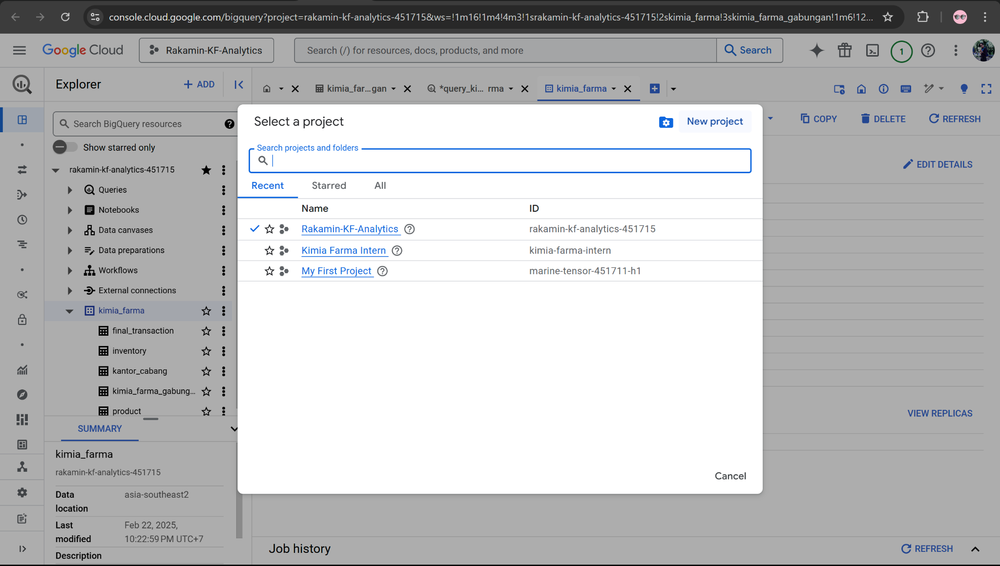 console.cloud.google.com/bigquery?project=rakamin-kf-analytics-451715&ws=!1m16!1m4!4m3!1srakamin-kf-analytics-451715!2skimia_farma!3skimia_farma_gabungan!1m6!12...
Google Cloud
Rakamin-KF-Analytics
Search (/) for resources, docs, products, and more
Search
1
Explorer
+ ADD
kimia_far...gan
*query_ki... rma
kimia_farma
Search BigQuery resources
Show starred only
rakamin-kf-analytics-451715
Queries
Notebooks
Data canvases
Data preparations
Workflows
External connections
kimia_farma
final_transaction
inventory
kantor_cabang
kimia_farma_gabung...
product
SUMMARY
kimia_farma
rakamin-kf-analytics-451715
Data location
asia-southeast2
Last modified
Feb 22, 2025, 10:22:59 PM UTC+7
Description
Select a project
New project
Search projects and folders
Recent
Starred
All
Name
ID
Rakamin-KF-Analytics
rakamin-kf-analytics-451715
Kimia Farma Intern
kimia-farma-intern
My First Project
marine-tensor-451711-h1
Cancel
COPY
DELETE
REFRESH
EDIT DETAILS
VIEW REPLICAS
Job history
REFRESH